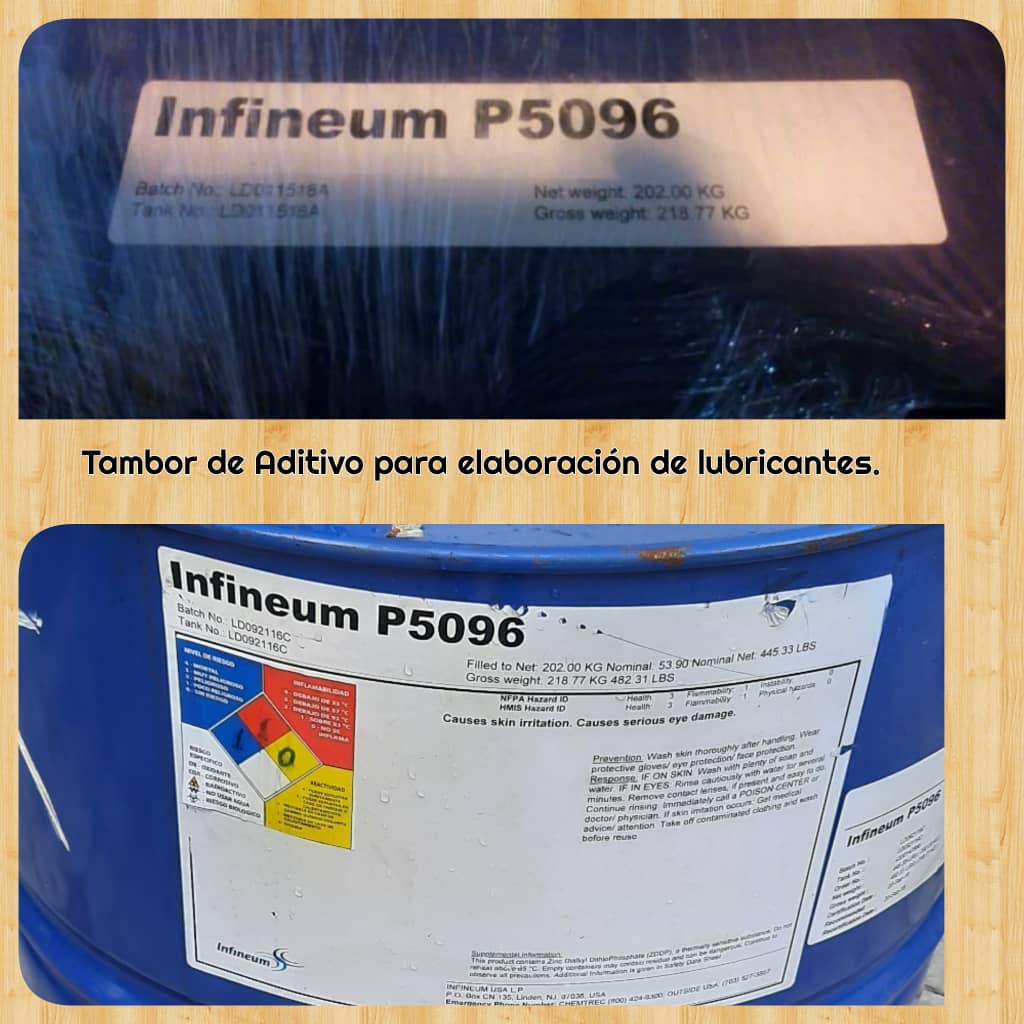 Infineum P5096
Batch No.: LD011518A
Tank No.: LD011518A
Net weight: 202.00 KG
Gross weight: 218.77 KG
Tambor de Aditivo para elaboración de lubricantes.
Infineum P5096
Batch No.: LD092116C
Tank No.: LD092116C
Filled to Net: 202.00 KG Nominal: 53.90 Nominal Net: 445.33 LBS
Gross weight: 218.77 KG 482.31 LBS
NFPA Hazard ID Health: 3 Flammability: 1 Instability: 0
HMIS Hazard ID Health: 3 Flammability: 1 Physical hazards: 0
Causes skin irritation. Causes serious eye damage.
NIVEL DE RIESGO
4 - MORTAL
3 - MUY PELIGROSO
2 - PELIGROSO
1 - POCO PELIGROSO
0 - SIN RIESGO
INFLAMABILIDAD
4 - DEBAJO DE 25 °C
3 - DEBAJO DE 37 °C
2 - DEBAJO DE 93 °C
1 - SOBRE 93 °C
0 - NO SE
INFLAMA
1 0
RIESGO
ESPECIFICO
OX - OXIDANTE
COR - CORROSIVO
RADIACTIVO
NO USAR AGUA
RIESGO BIOLOGICO
REACTIVIDAD
Prevention: Wash skin thoroughly after handling. Wear
protective gloves/ eye protection/ face protection.
Response: IF ON SKIN: Wash with plenty of soap and
water. IF IN EYES: Rinse cautiously with water for several
minutes. Remove contact lenses, if present and easy to do.
Continue rinsing. Immediately call a POISON CENTER or
doctor/ physician. If skin irritation occurs: Get medical
advice/ attention. Take off contaminated clothing and wash
before reuse.
Infineum P5096
Batch No.:
Tank No.:
Order No.:
Net weight:
Gross weight:
Certification Date:
Recommended
Recertification Date:
Infineum
Supplemental information:
This product contains Zinc Dialkyl DithioPhosphate (ZDDP), a thermally sensitive substance. Do not
reheat above 65 °C. Empty containers may contain residue and can be dangerous. Continue to
observe all precautions. Additional Information is given in Safety Data Sheet
INFINEUM USA L.P.
P.O. Box CN 135, Linden, NJ, 07036, USA
Emergency Phone Number: CHEMTREC (800) 424-9300; OUTSIDE USA, (703) 527-3887